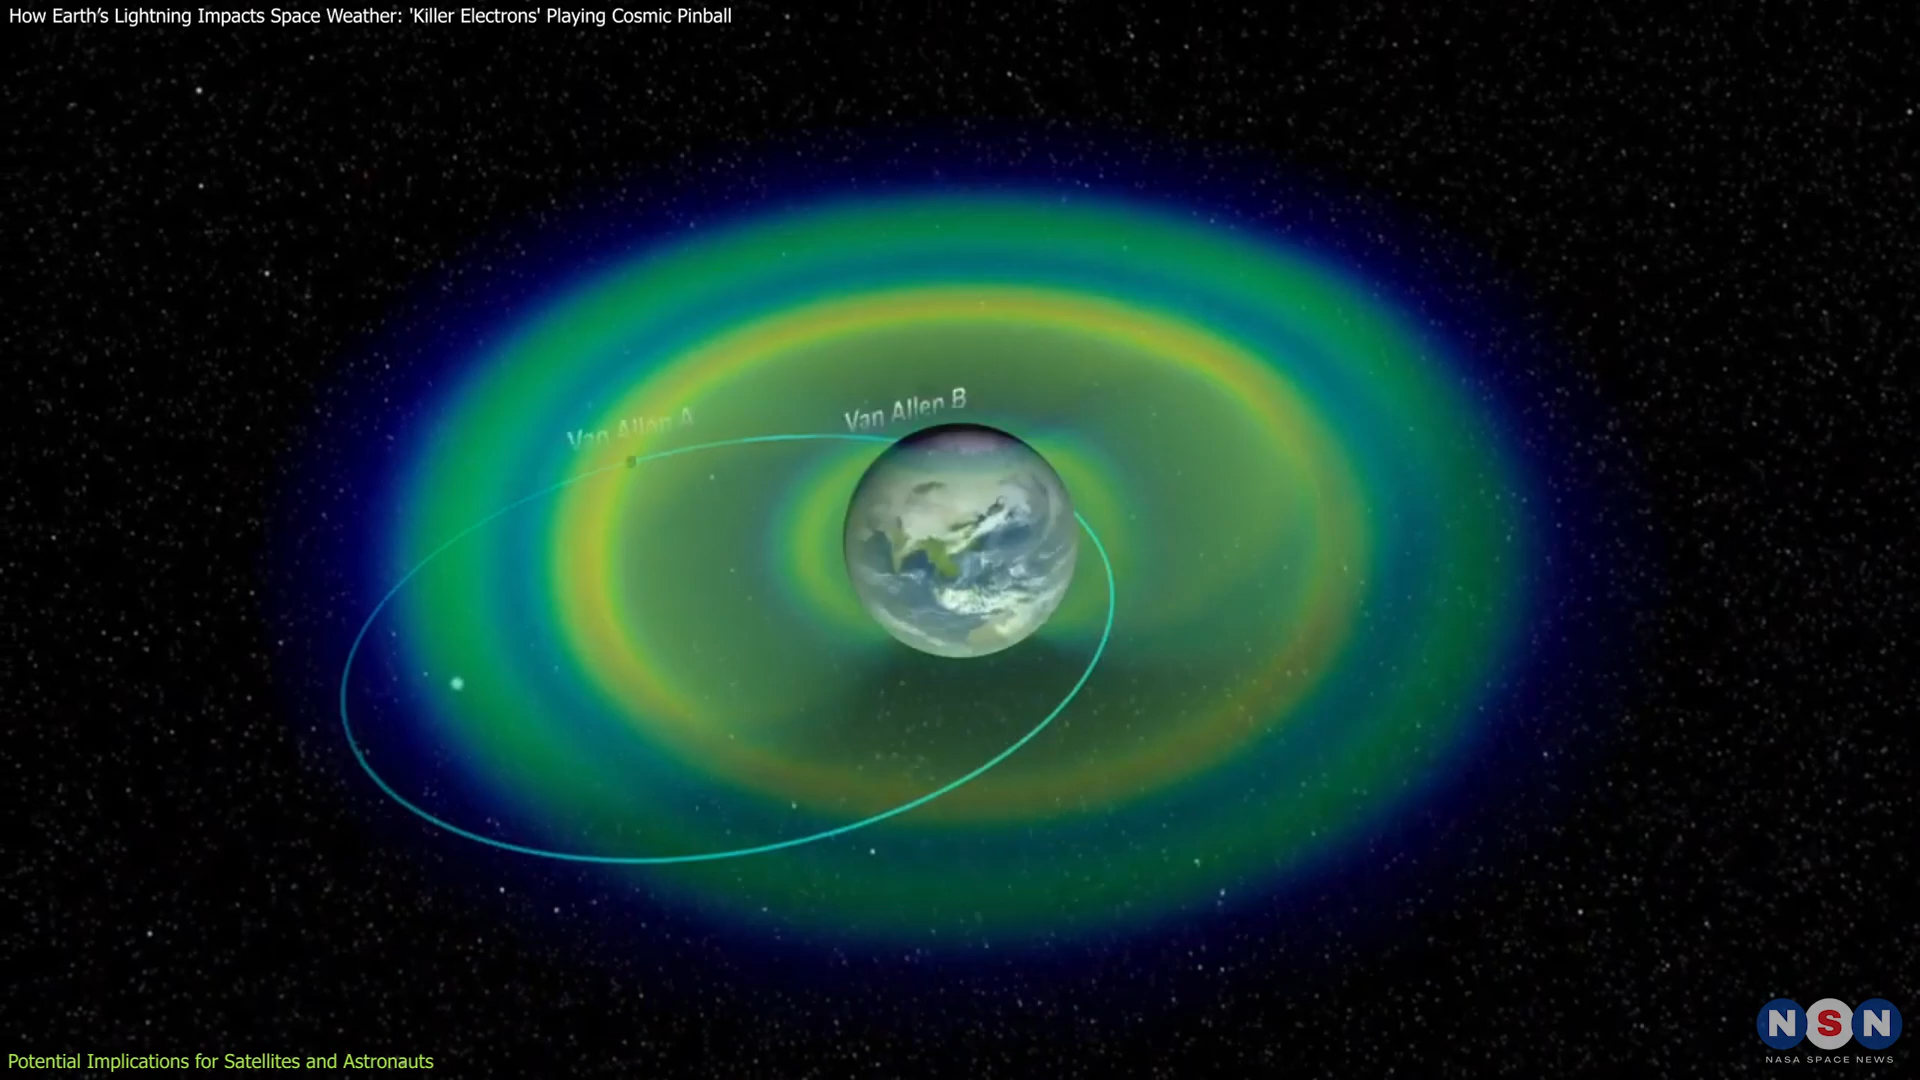 How Earth’s Lightning Impacts Space Weather: 'Killer Electrons' Playing Cosmic Pinball
Van Allen B
Van Allen A
Potential Implications for Satellites and Astronauts
NSN
NASA SPACE NEWS